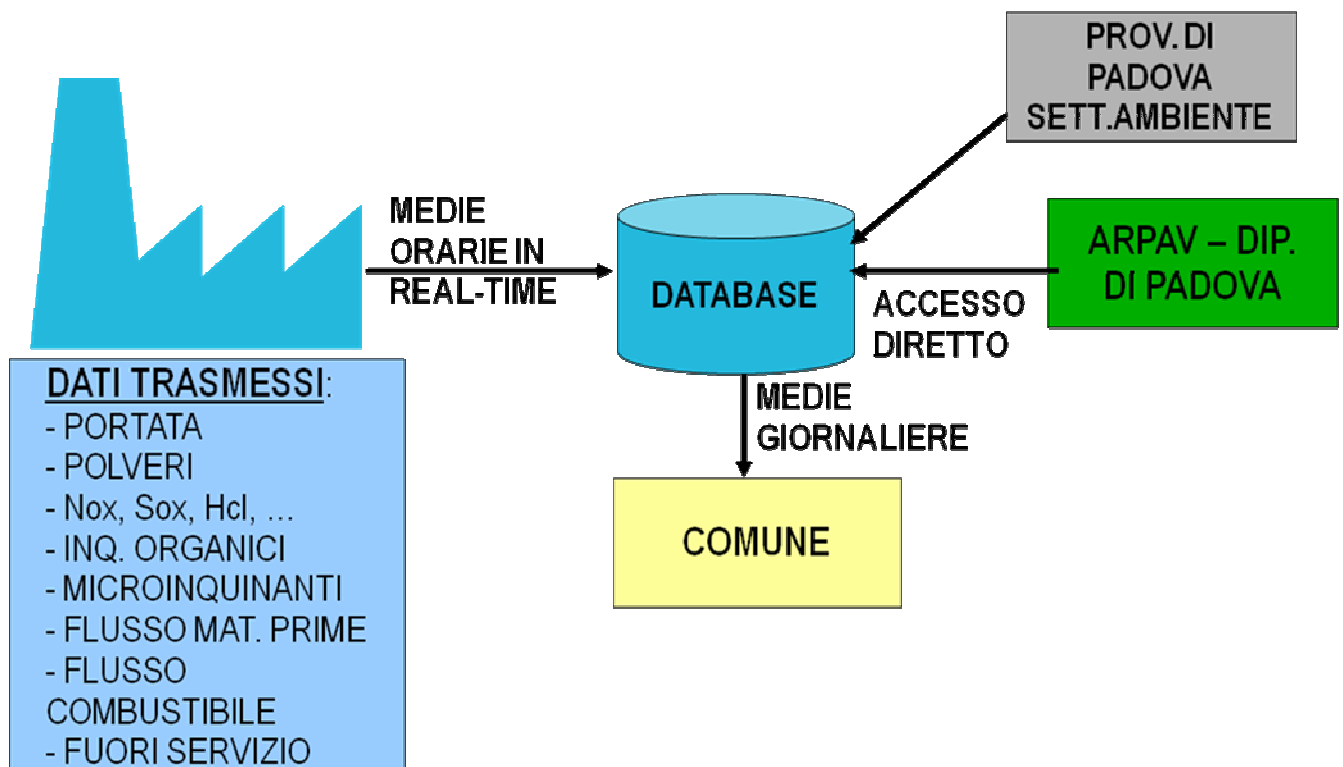 PROV. DI
PADOVA
SETT.AMBIENTE
MEDIE
ORARIE IN
REAL-TIME
DATABASE
ARPAV – DIP.
DI PADOVA
ACCESSO
DIRETTO
DATI TRASMESSI:
- PORTATA
- POLVERI
- Nox, Sox, Hcl, ...
- INQ. ORGANICI
- MICROINQUINANTI
- FLUSSO MAT. PRIME
- FLUSSO
COMBUSTIBILE
- FUORI SERVIZIO
MEDIE
GIORNALIERE
COMUNE